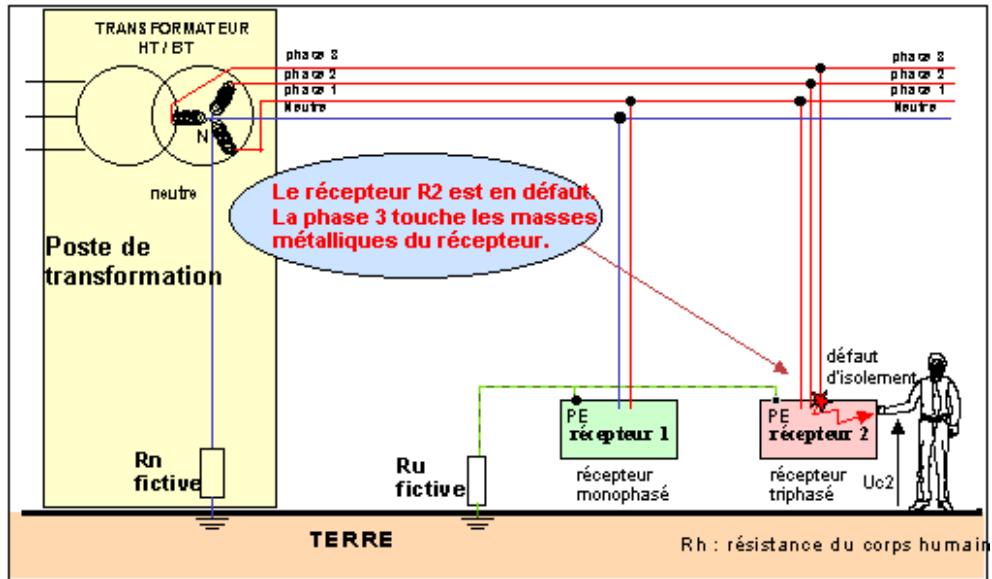 TRANSFORMATEUR
HT / BT
phase 3
phase 2
phase 1
Neutre
phase 3
phase 2
phase 1
Neutre
N
neutre
Le récepteur R2 est en défaut.
La phase 3 touche les masses
métalliques du récepteur.
Poste de
transformation
défaut
d'isolement
PE
récepteur 1
PE
récepteur 2
Rn
fictive
Ru
fictive
récepteur
monophasé
récepteur
triphasé
Uc2
TERRE
Rh : résistance du corps humain